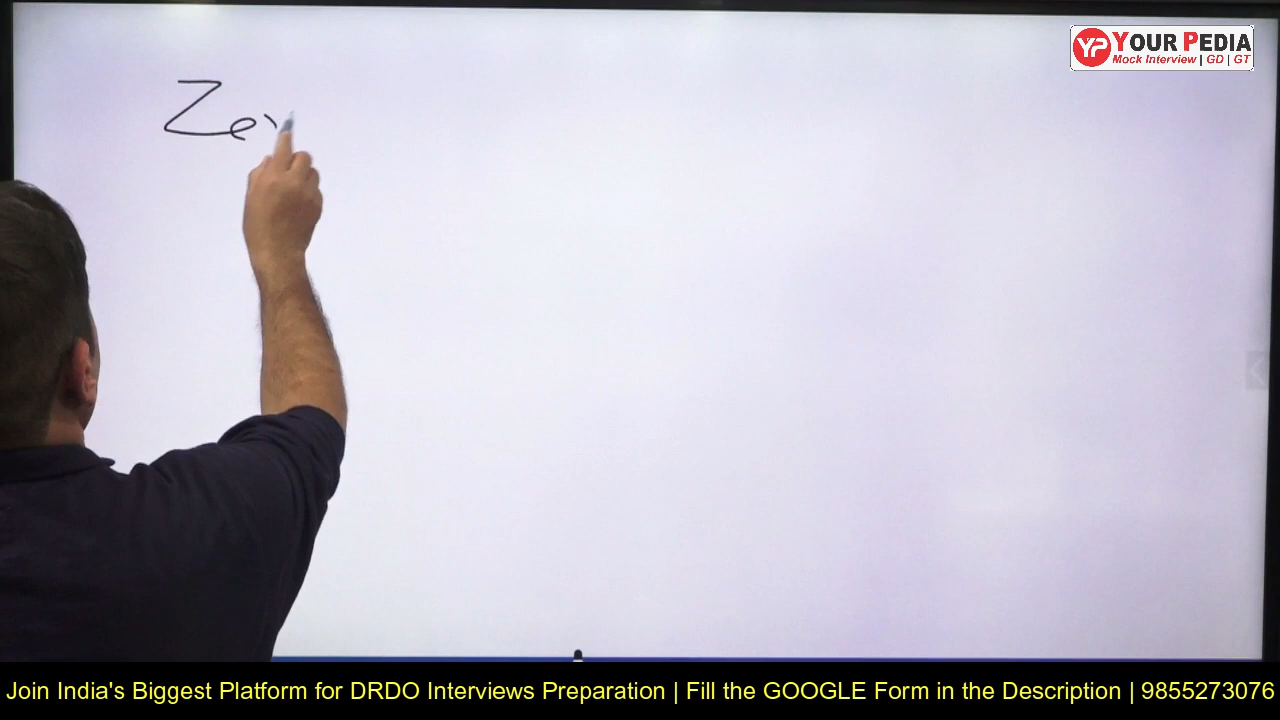 YP YOUR PEDIA
Mock Interview | GD | GT
Join India's Biggest Platform for DRDO Interviews Preparation | Fill the GOOGLE Form in the Description | 9855273076